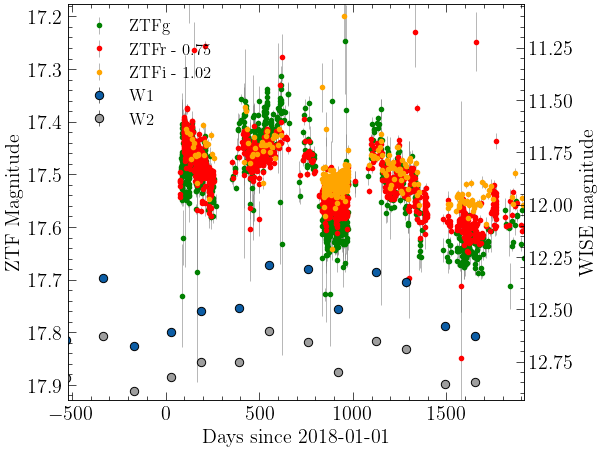 17.2
17.3
17.4
17.5
17.6
17.7
17.8
17.9
ZTF Magnitude
ZTFg
ZTFr - 0.75
ZTFi - 1.02
W1
W2
11.25
11.50
11.75
12.00
12.25
12.50
12.75
WISE magnitude
−500
0
500
1000
1500
Days since 2018-01-01